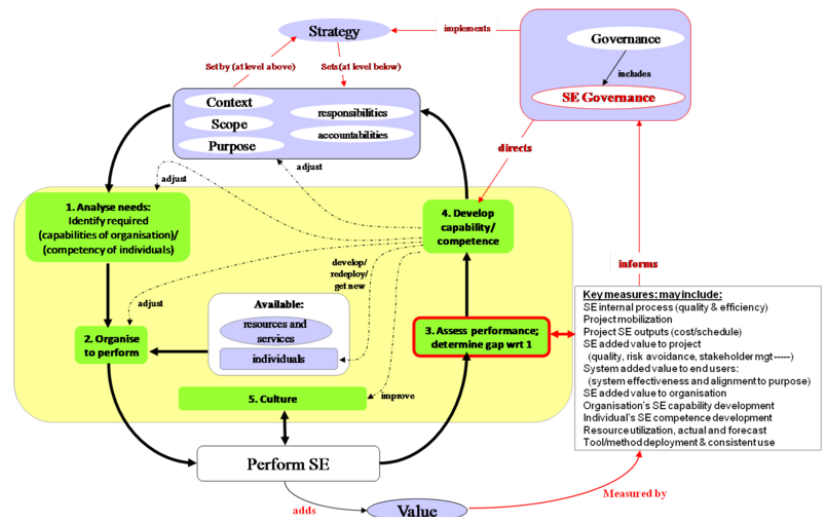 Strategy
implements
Governance
includes
SE Governance
Set by (at level above)
Sets (at level below)
Context
Scope
Purpose
responsibilities
accountabilities
directs
adjust
adjust
1. Analyse needs:
Identify required
(capabilities of organisation)/
(competency of individuals)
4. Develop
capability/
competence
develop/
redeploy/
get new
informs
adjust
Available:
resources and
services
individuals
2. Organise
to perform
3. Assess performance;
determine gap wrt 1
5. Culture
improve
Key measures: may include:
SE internal process (quality & efficiency)
Project mobilization
Project SE outputs (cost/schedule)
SE added value to project
(quality, risk avoidance, stakeholder mgt-----)
System added value to end users:
(system effectiveness and alignment to purpose)
SE added value to organisation
Organisation's SE capability development
Individual's SE competence development
Resource utilization, actual and forecast
Tool/method deployment & consistent use
Perform SE
adds
Value
Measured by